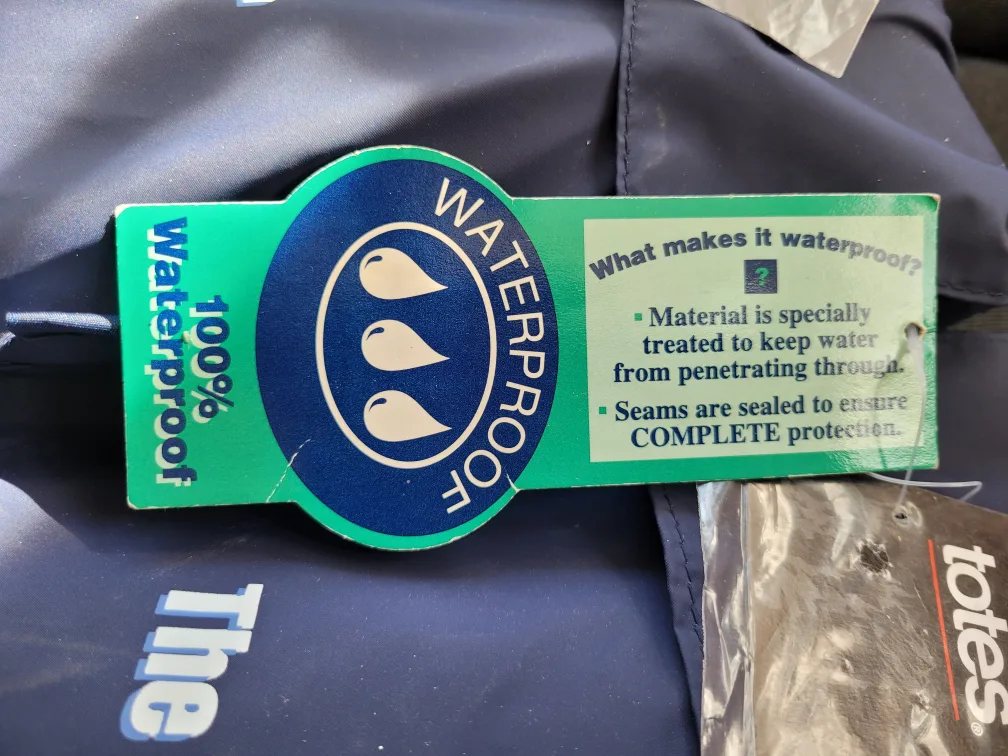 100%
Waterproof
WATERPROOF
What makes it waterproof?
?
▪ Material is specially
treated to keep water
from penetrating through.
▪ Seams are sealed to ensure
COMPLETE protection.
The
totes®